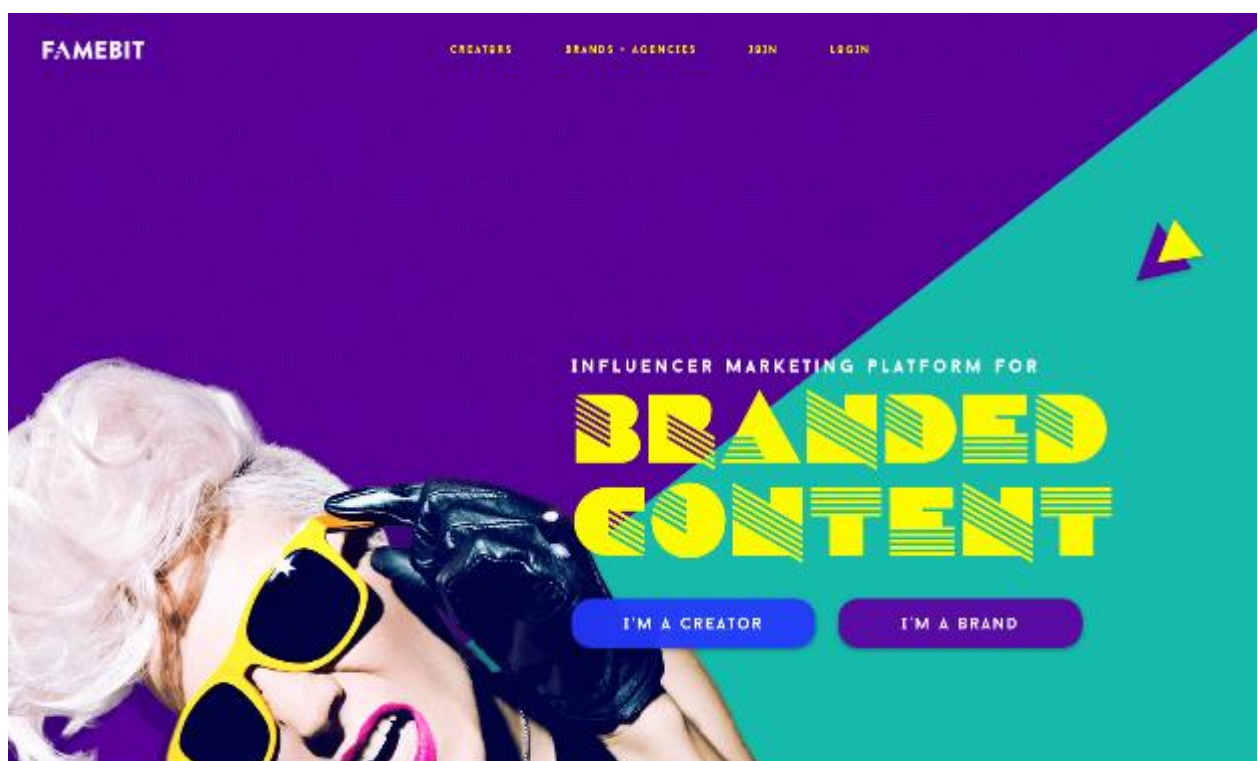 FAMEBIT
CREATORS BRANDS + AGENCIES JOIN LOGIN
INFLUENCER MARKETING PLATFORM FOR
BRANDED
CONTENT
I'M A CREATOR I'M A BRAND